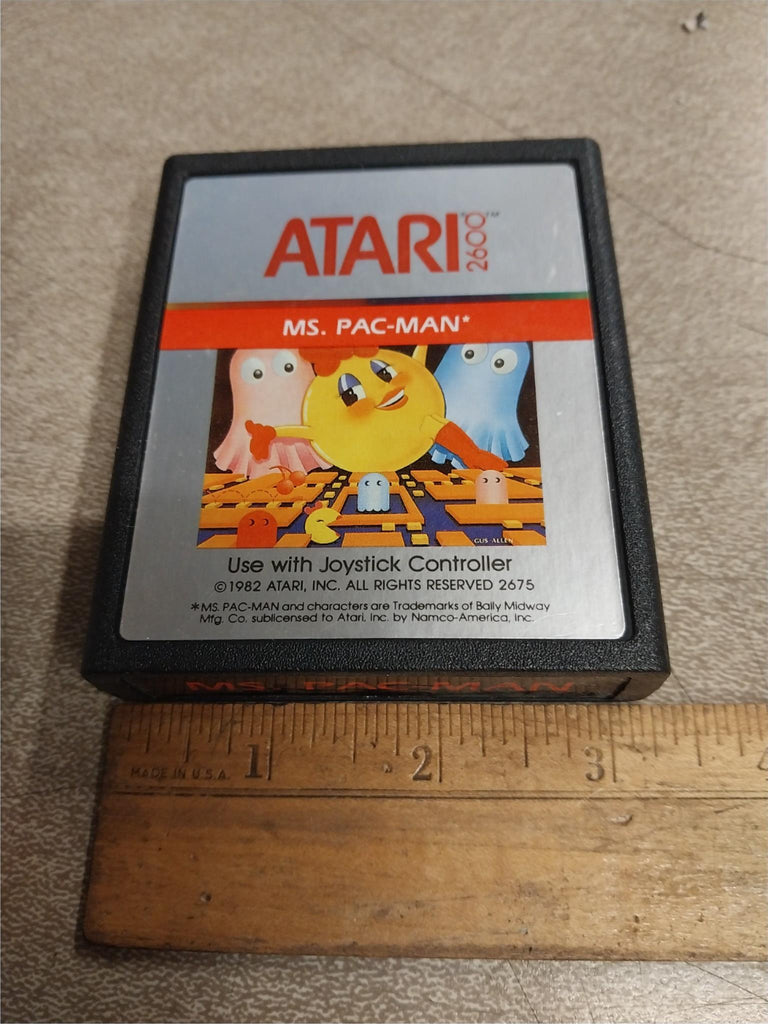 ATARI 2600™
MS. PAC-MAN*
GUS ALLEN
Use with Joystick Controller
©1982 ATARI, INC. ALL RIGHTS RESERVED 2675
*MS. PAC-MAN and characters are Trademarks of Bally Midway
Mfg. Co. sublicensed to Atari, Inc. by Namco-America, Inc.
MS. PAC-MAN
MADE IN U.S.A. 1 2 3 4